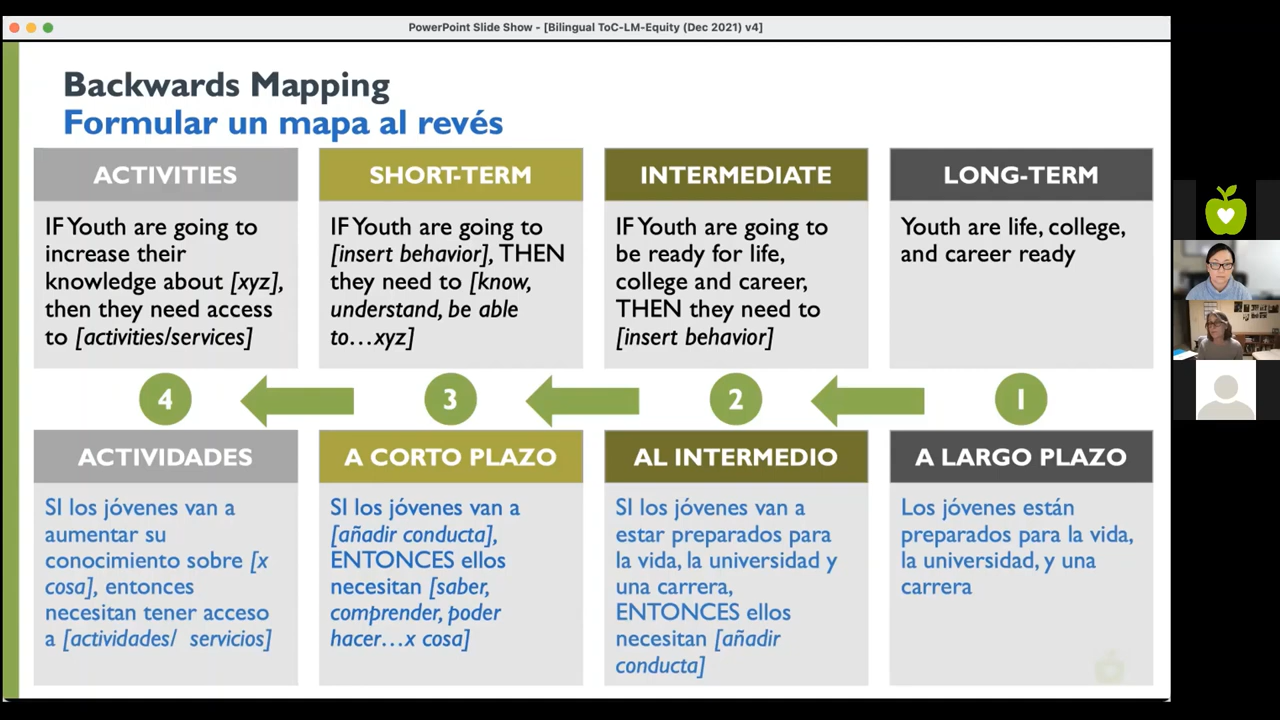 PowerPoint Slide Show - [Bilingual ToC-LM-Equity (Dec 2021) v4]
Backwards Mapping
Formular un mapa al revés
ACTIVITIES
IF Youth are going to
increase their
knowledge about [xyz],
then they need access
to [activities/services]
SHORT-TERM
IF Youth are going to
[insert behavior], THEN
they need to [know,
understand, be able
to…xyz]
INTERMEDIATE
IF Youth are going to
be ready for life,
college and career,
THEN they need to
[insert behavior]
LONG-TERM
Youth are life, college,
and career ready
4
3
2
1
ACTIVIDADES
SI los jóvenes van a
aumentar su
conocimiento sobre [x
cosa], entonces
necesitan tener acceso
a [actividades/ servicios]
A CORTO PLAZO
SI los jóvenes van a
[añadir conducta],
ENTONCES ellos
necesitan [saber,
comprender, poder
hacer…x cosa]
AL INTERMEDIO
SI los jóvenes van a
estar preparados para
la vida, la universidad y
una carrera,
ENTONCES ellos
necesitan [añadir
conducta]
A LARGO PLAZO
Los jóvenes están
preparados para la vida,
la universidad, y una
carrera